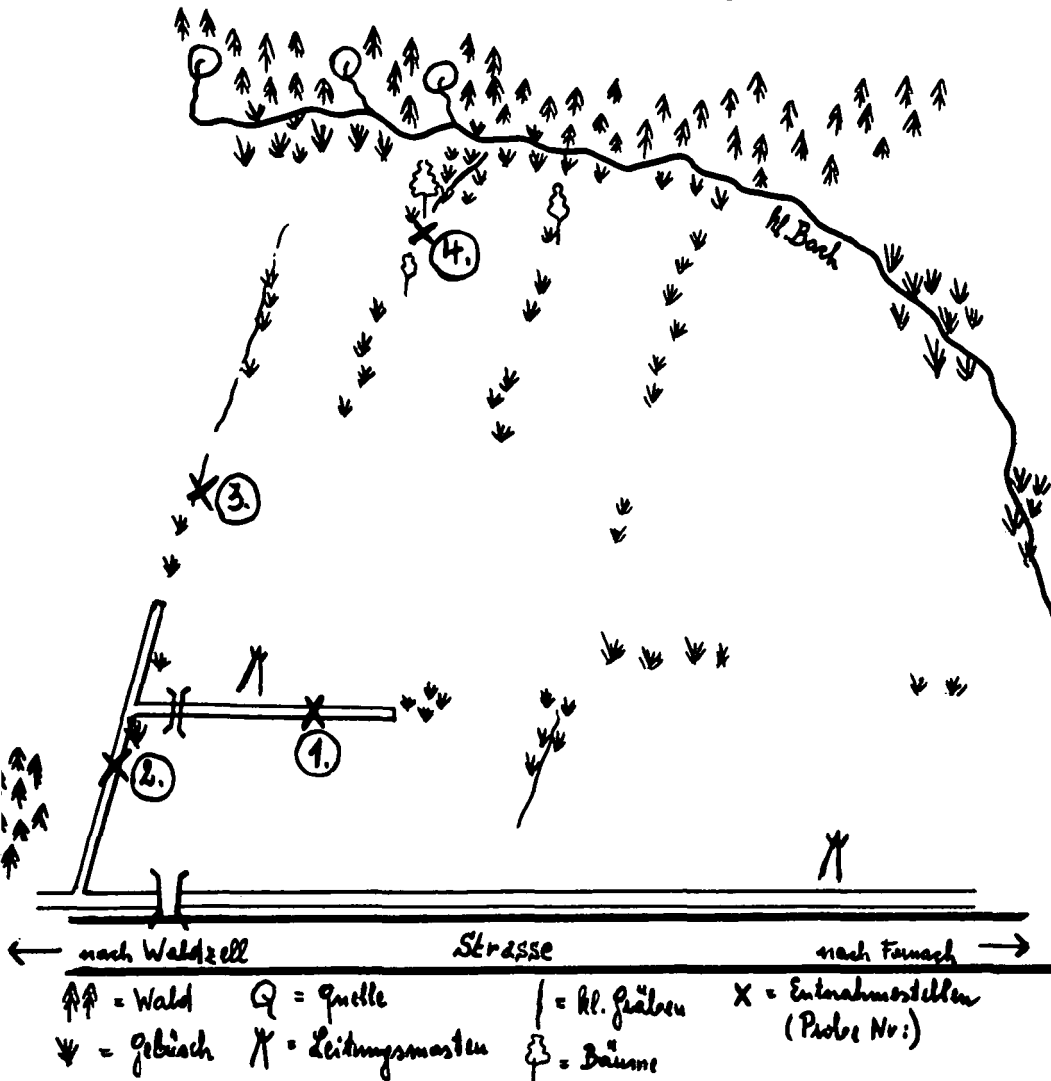 kl. Bach
4.
3.
1.
2.
← nach Waldzell Strasse nach Fornach →
= Wald = Quelle = kl. Gräben X = Entnahmestellen
(Probe Nr:)
= Gebüsch = Leitungsmasten = Bäume